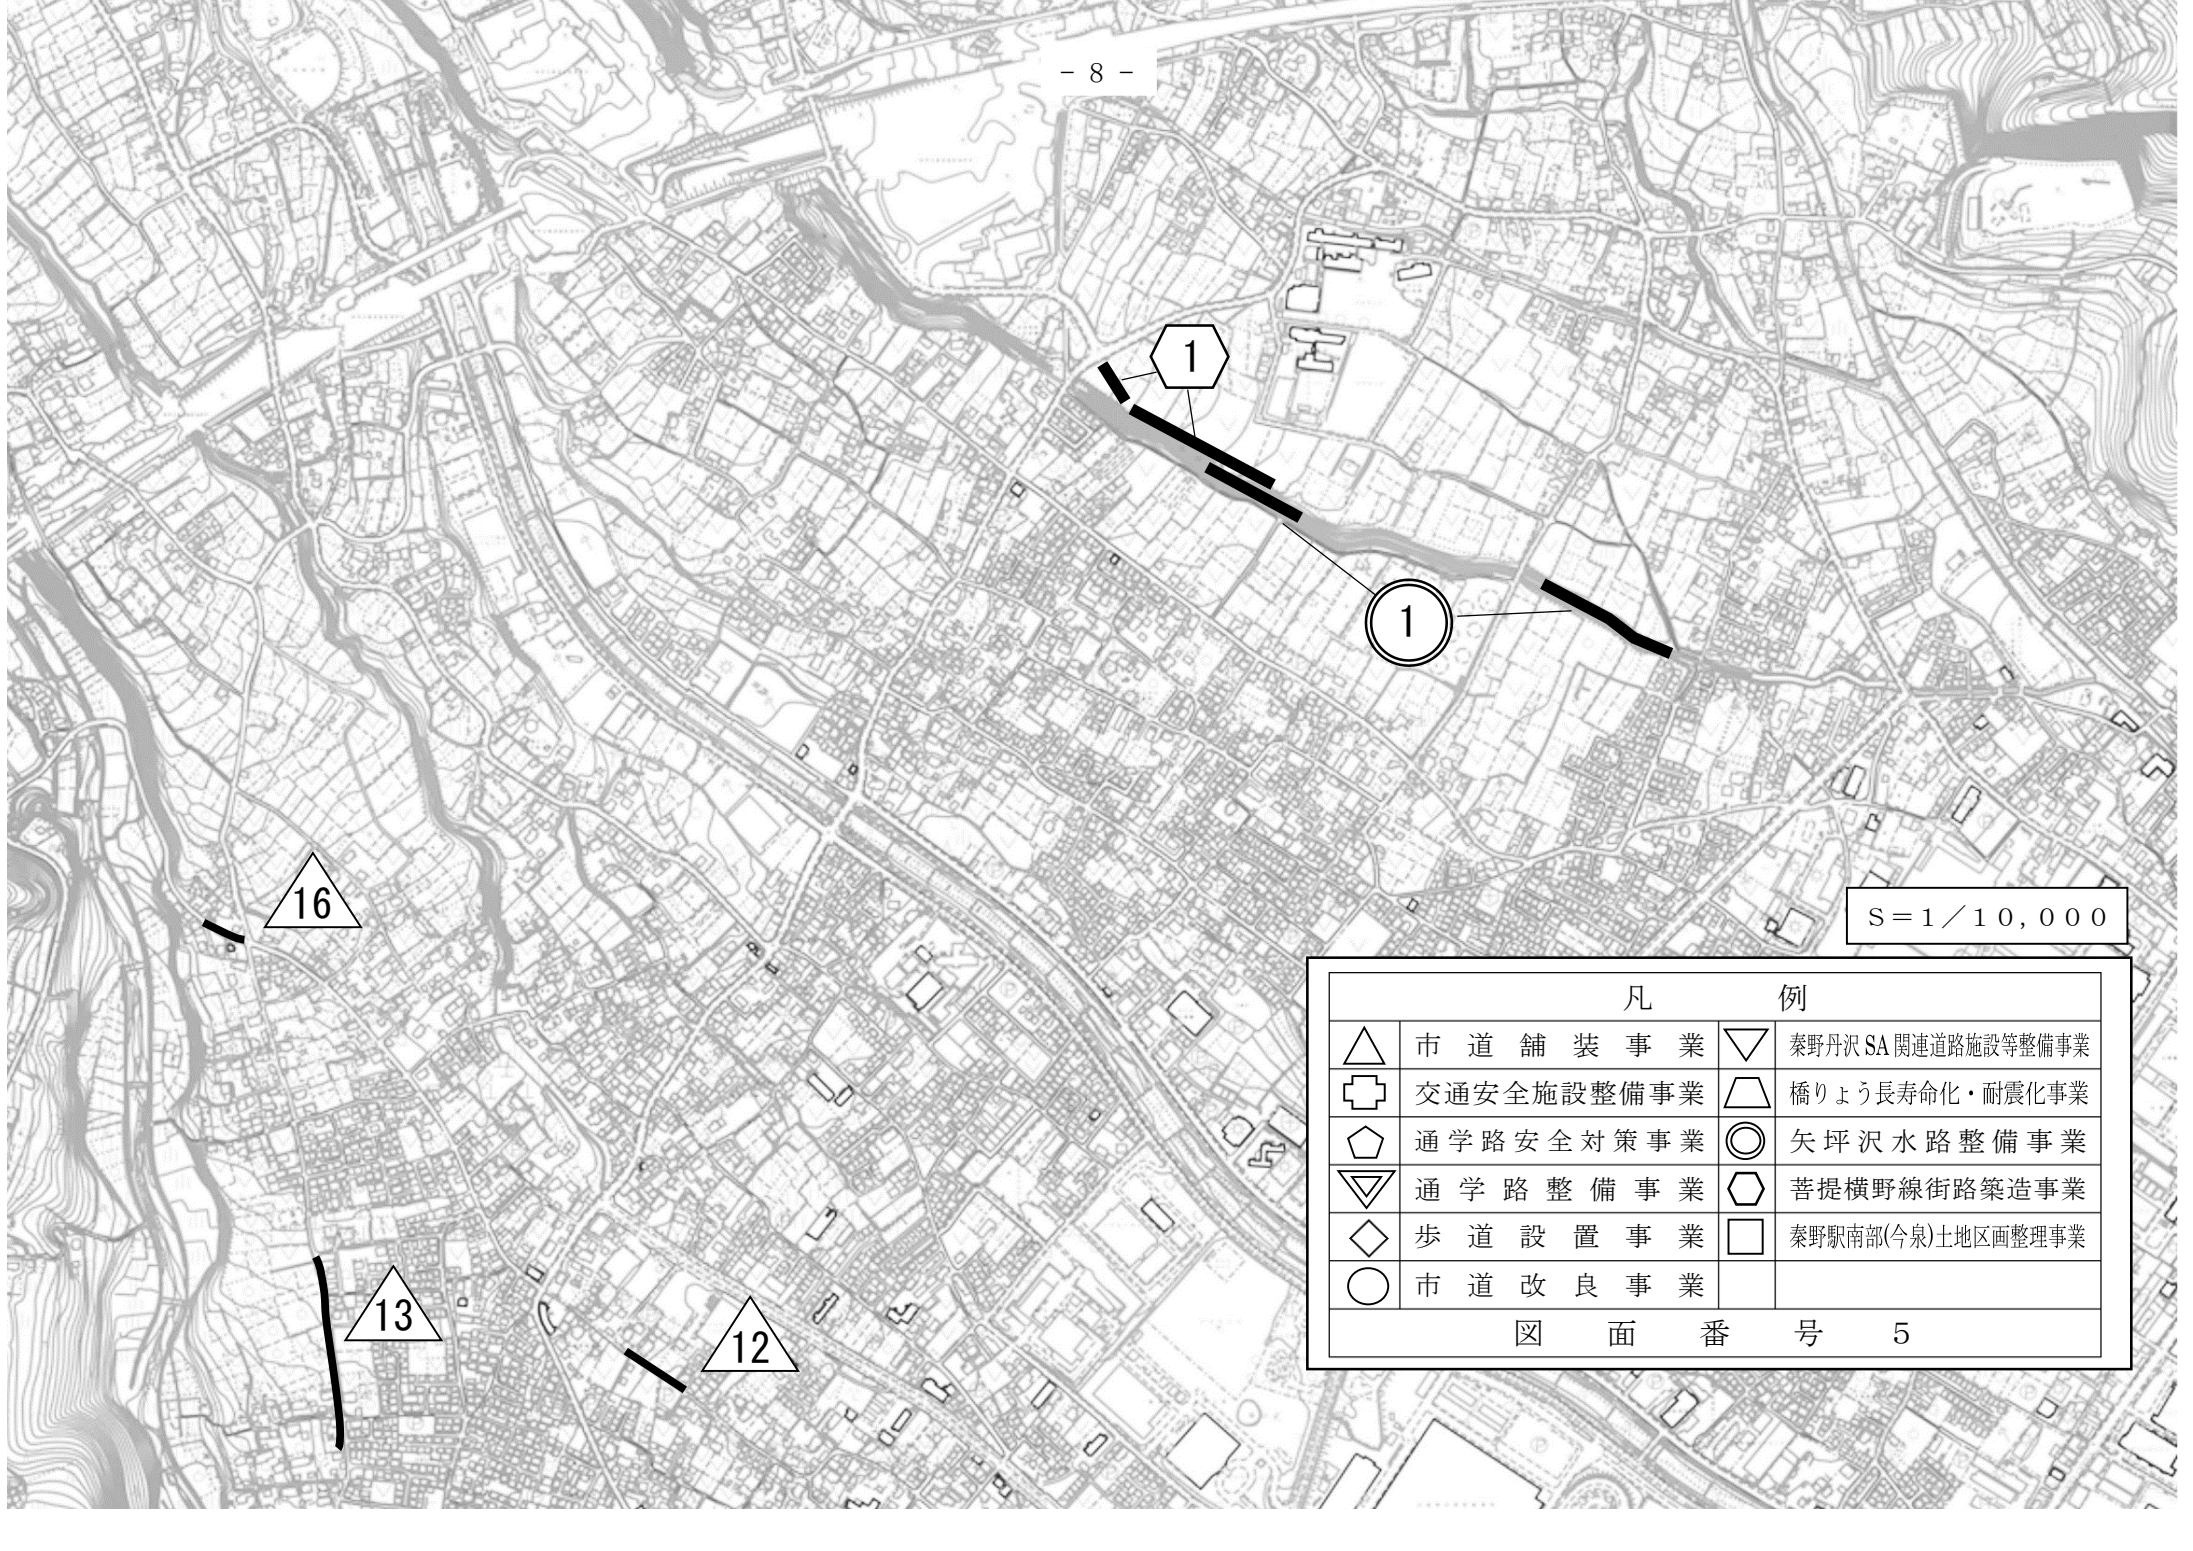 - 8 -
1
1
16
S=1／10,000
凡例
市道舗装事業
秦野丹沢SA関連道路施設等整備事業
交通安全施設整備事業
橋りょう長寿命化・耐震化事業
通学路安全対策事業
矢坪沢水路整備事業
通学路整備事業
菩提横野線街路築造事業
歩道設置事業
秦野駅南部(今泉)土地区画整理事業
市道改良事業
図面番号 5
13
12